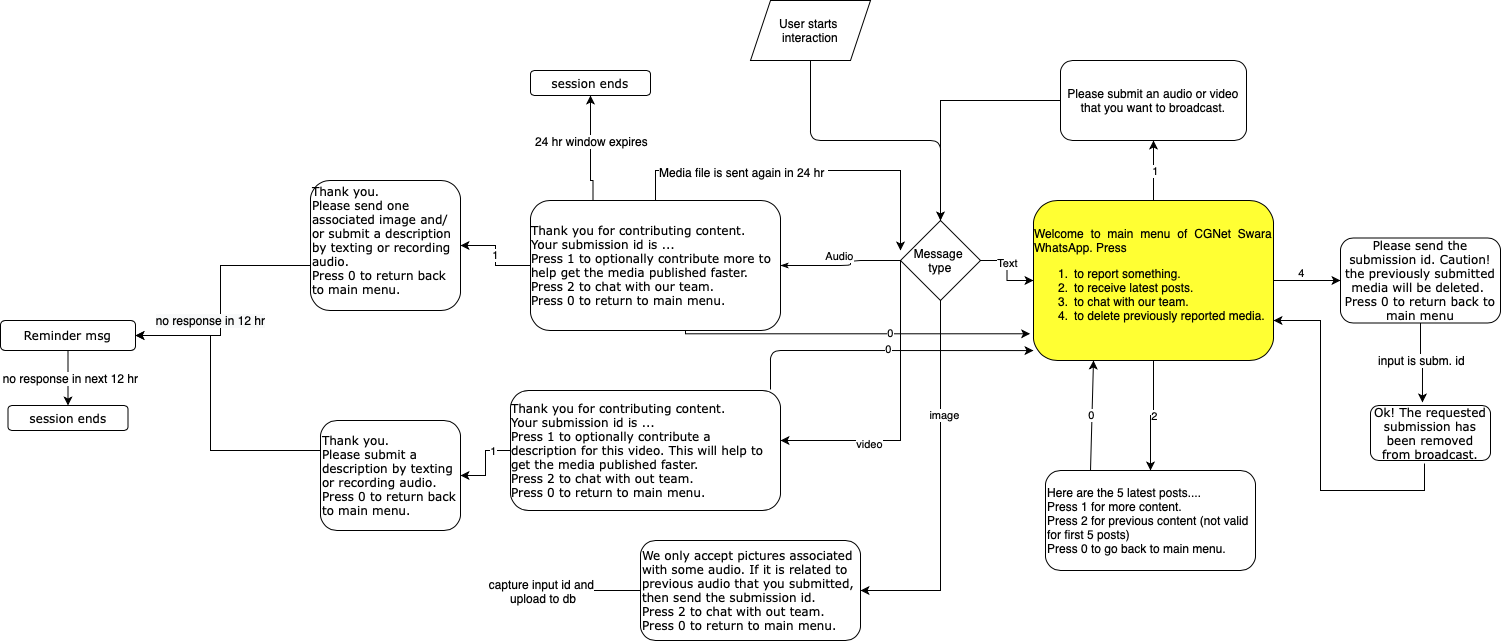 User starts
interaction
session ends
24 hr window expires
Media file is sent again in 24 hr
Please submit an audio or video
that you want to broadcast.
1
Thank you.
Please send one
associated image and/
or submit a description
by texting or recording
audio.
Press 0 to return back
to main menu.
1
Thank you for contributing content.
Your submission id is ...
Press 1 to optionally contribute more to
help get the media published faster.
Press 2 to chat with our team.
Press 0 to return to main menu.
Audio
Message
type
Text
Welcome to main menu of CGNet Swara
WhatsApp. Press
1. to report something.
2. to receive latest posts.
3. to chat with our team.
4. to delete previously reported media.
4
Please send the
submission id. Caution!
the previously submitted
media will be deleted.
Press 0 to return back to
main menu
input is subm. id
Ok! The requested
submission has
been removed
from broadcast.
no response in 12 hr
Reminder msg
no response in next 12 hr
session ends
0
0
Thank you.
Please submit a
description by texting
or recording audio.
Press 0 to return back
to main menu.
1
Thank you for contributing content.
Your submission id is ...
Press 1 to optionally contribute a
description for this video. This will help to
get the media published faster.
Press 2 to chat with out team.
Press 0 to return to main menu.
video
image
0
2
Here are the 5 latest posts....
Press 1 for more content.
Press 2 for previous content (not valid
for first 5 posts)
Press 0 to go back to main menu.
capture input id and
upload to db
We only accept pictures associated
with some audio. If it is related to
previous audio that you submitted,
then send the submission id.
Press 2 to chat with out team.
Press 0 to return to main menu.